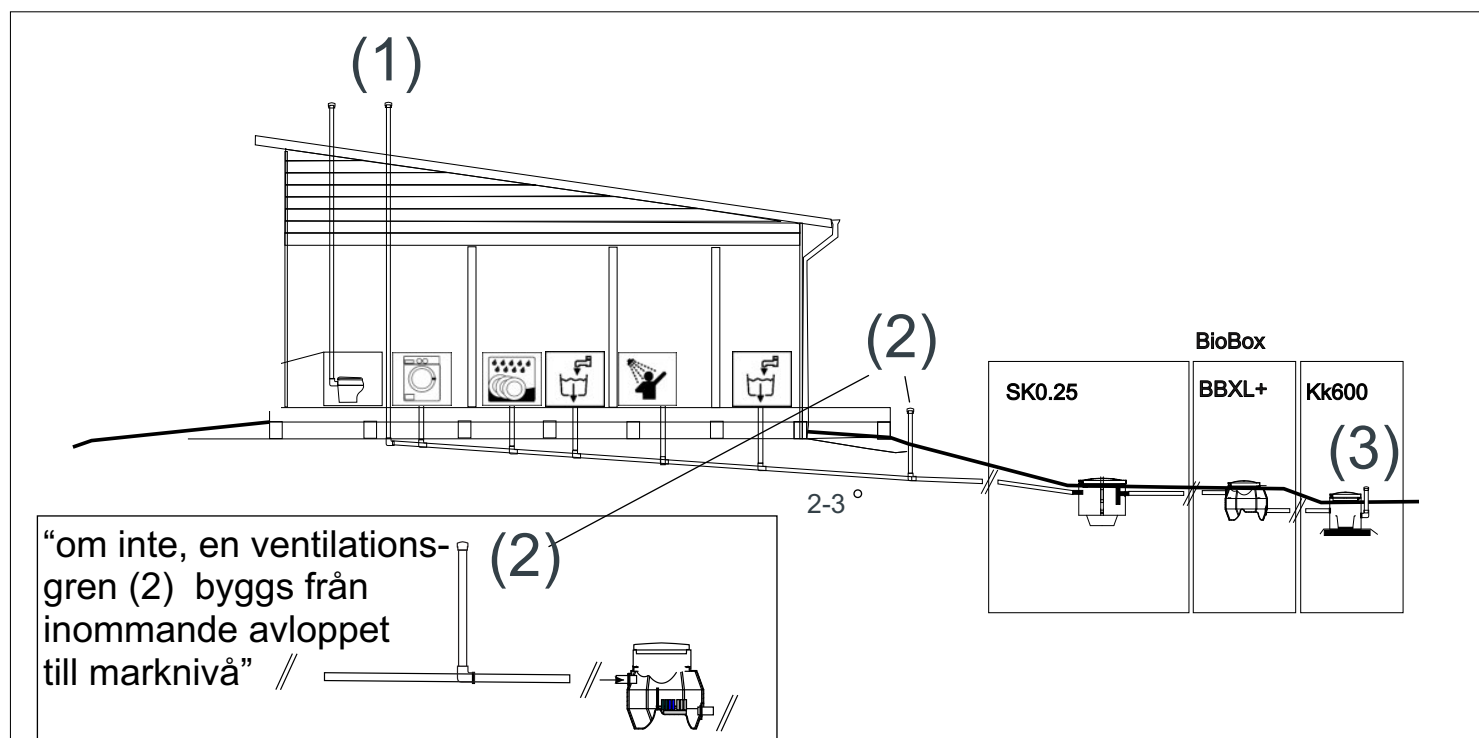 (1)
(2)
BioBox
SK0.25
BBXL+
Kk600
(3)
2-3 °
“om inte, en ventilations-
gren (2) byggs från
inommande avloppet
till marknivå”
(2)